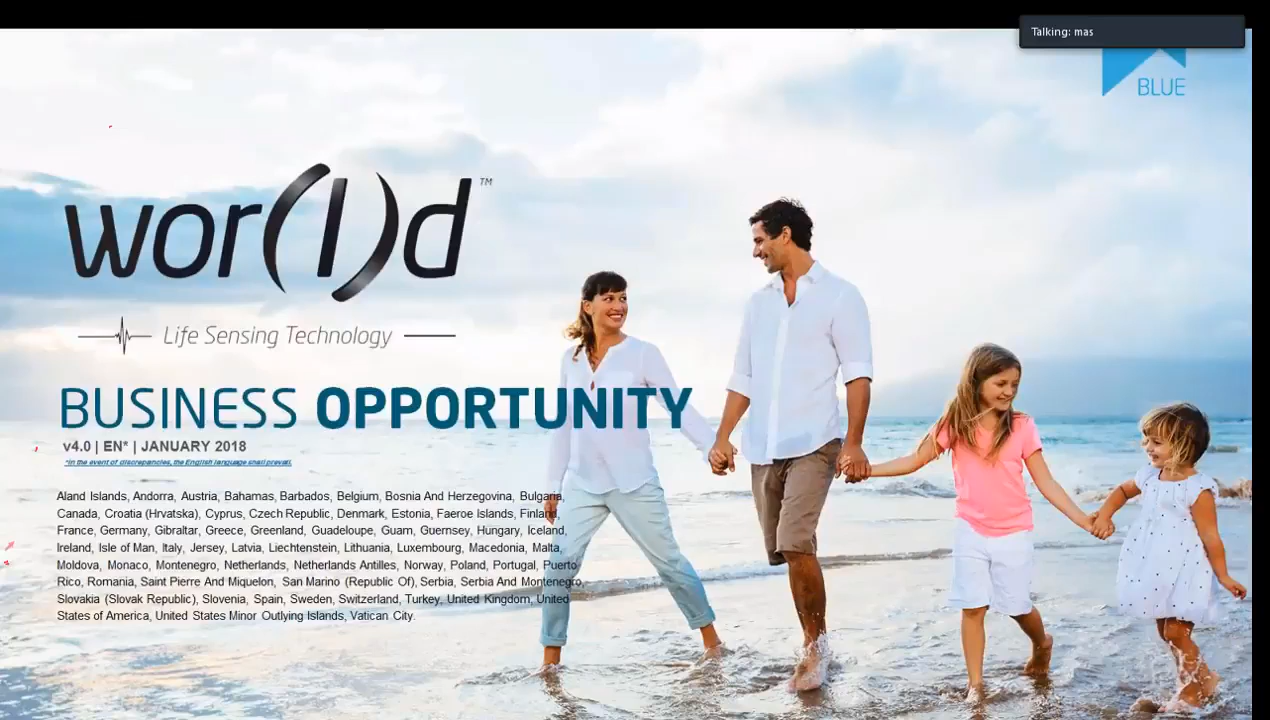 Talking: mas
BLUE
wor(l)d™
Life Sensing Technology
BUSINESS OPPORTUNITY
v4.0 | EN* | JANUARY 2018
*In the event of discrepancies, the English language shall prevail.
Aland Islands, Andorra, Austria, Bahamas, Barbados, Belgium, Bosnia And Herzegovina, Bulgaria,
Canada, Croatia (Hrvatska), Cyprus, Czech Republic, Denmark, Estonia, Faeroe Islands, Finland,
France, Germany, Gibraltar, Greece, Greenland, Guadeloupe, Guam, Guernsey, Hungary, Iceland,
Ireland, Isle of Man, Italy, Jersey, Latvia, Liechtenstein, Lithuania, Luxembourg, Macedonia, Malta,
Moldova, Monaco, Montenegro, Netherlands, Netherlands Antilles, Norway, Poland, Portugal, Puerto
Rico, Romania, Saint Pierre And Miquelon, San Marino (Republic Of), Serbia, Serbia And Montenegro,
Slovakia (Slovak Republic), Slovenia, Spain, Sweden, Switzerland, Turkey, United Kingdom, United
States of America, United States Minor Outlying Islands, Vatican City.